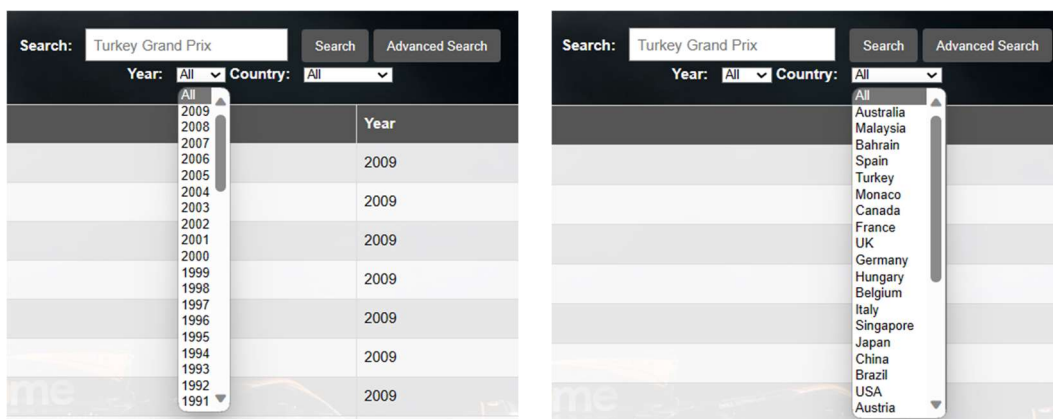 Search: Turkey Grand Prix Search Advanced Search
Year: All Country: All
All
2009
2008
2007
2006
2005
2004
2003
2002
2001
2000
1999
1998
1997
1996
1995
1994
1993
1992
1991
Year
2009
2009
2009
2009
2009
2009
2009
me
Search: Turkey Grand Prix Search Advanced Search
Year: All Country: All
All
Australia
Malaysia
Bahrain
Spain
Turkey
Monaco
Canada
France
UK
Germany
Hungary
Belgium
Italy
Singapore
Japan
China
Brazil
USA
Austria
me